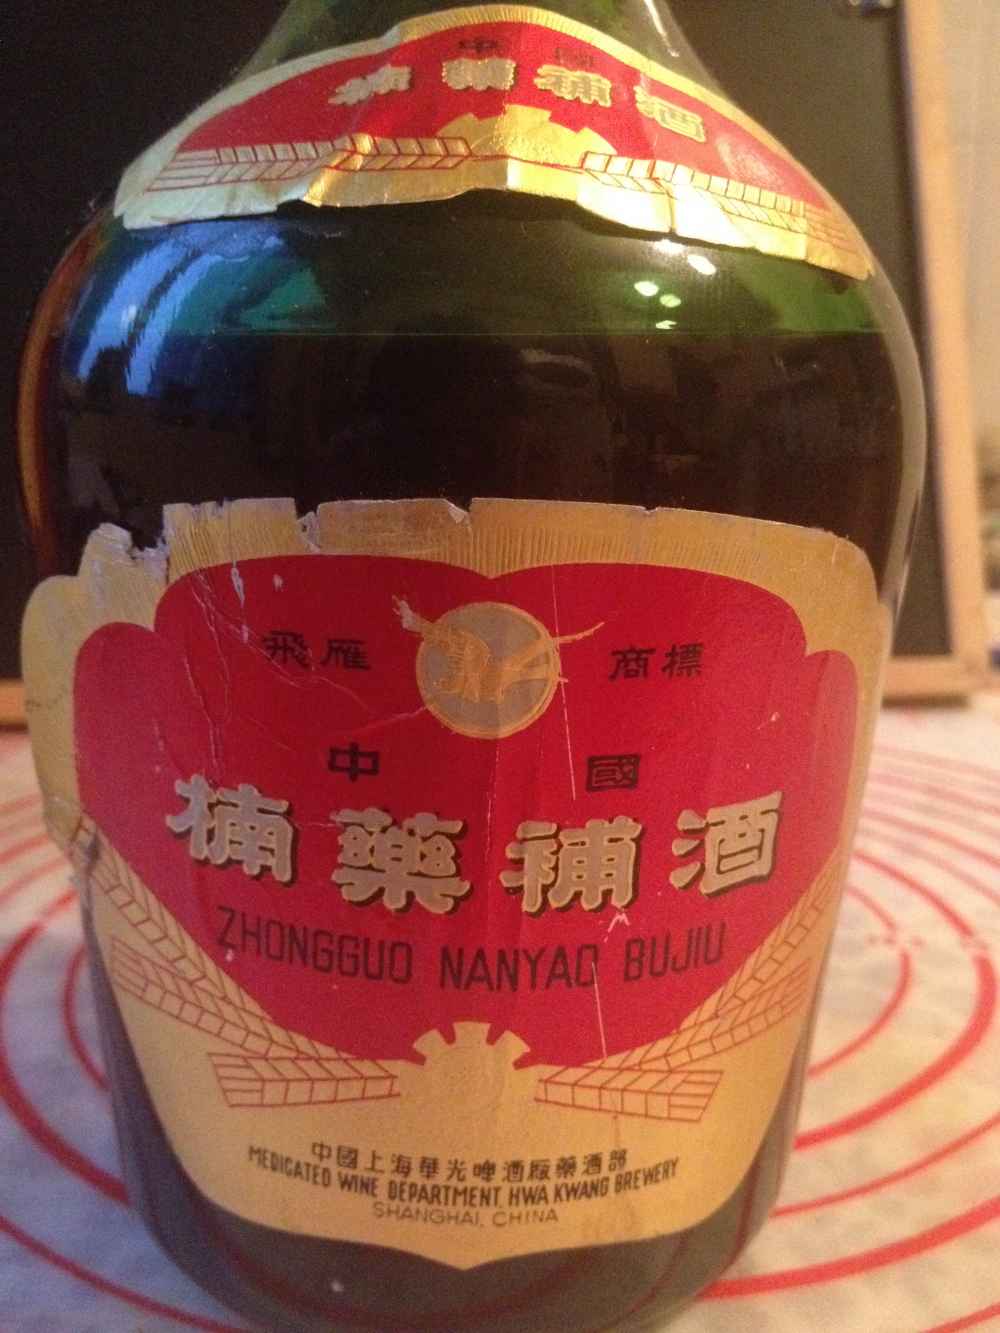 中國
楠藥補酒
飛雁 商標
中國
楠藥補酒
ZHONGGUO NANYAO BUJIU
中國上海華光啤酒廠藥酒部
MEDICATED WINE DEPARTMENT, HWA KWANG BREWERY
SHANGHAI, CHINA